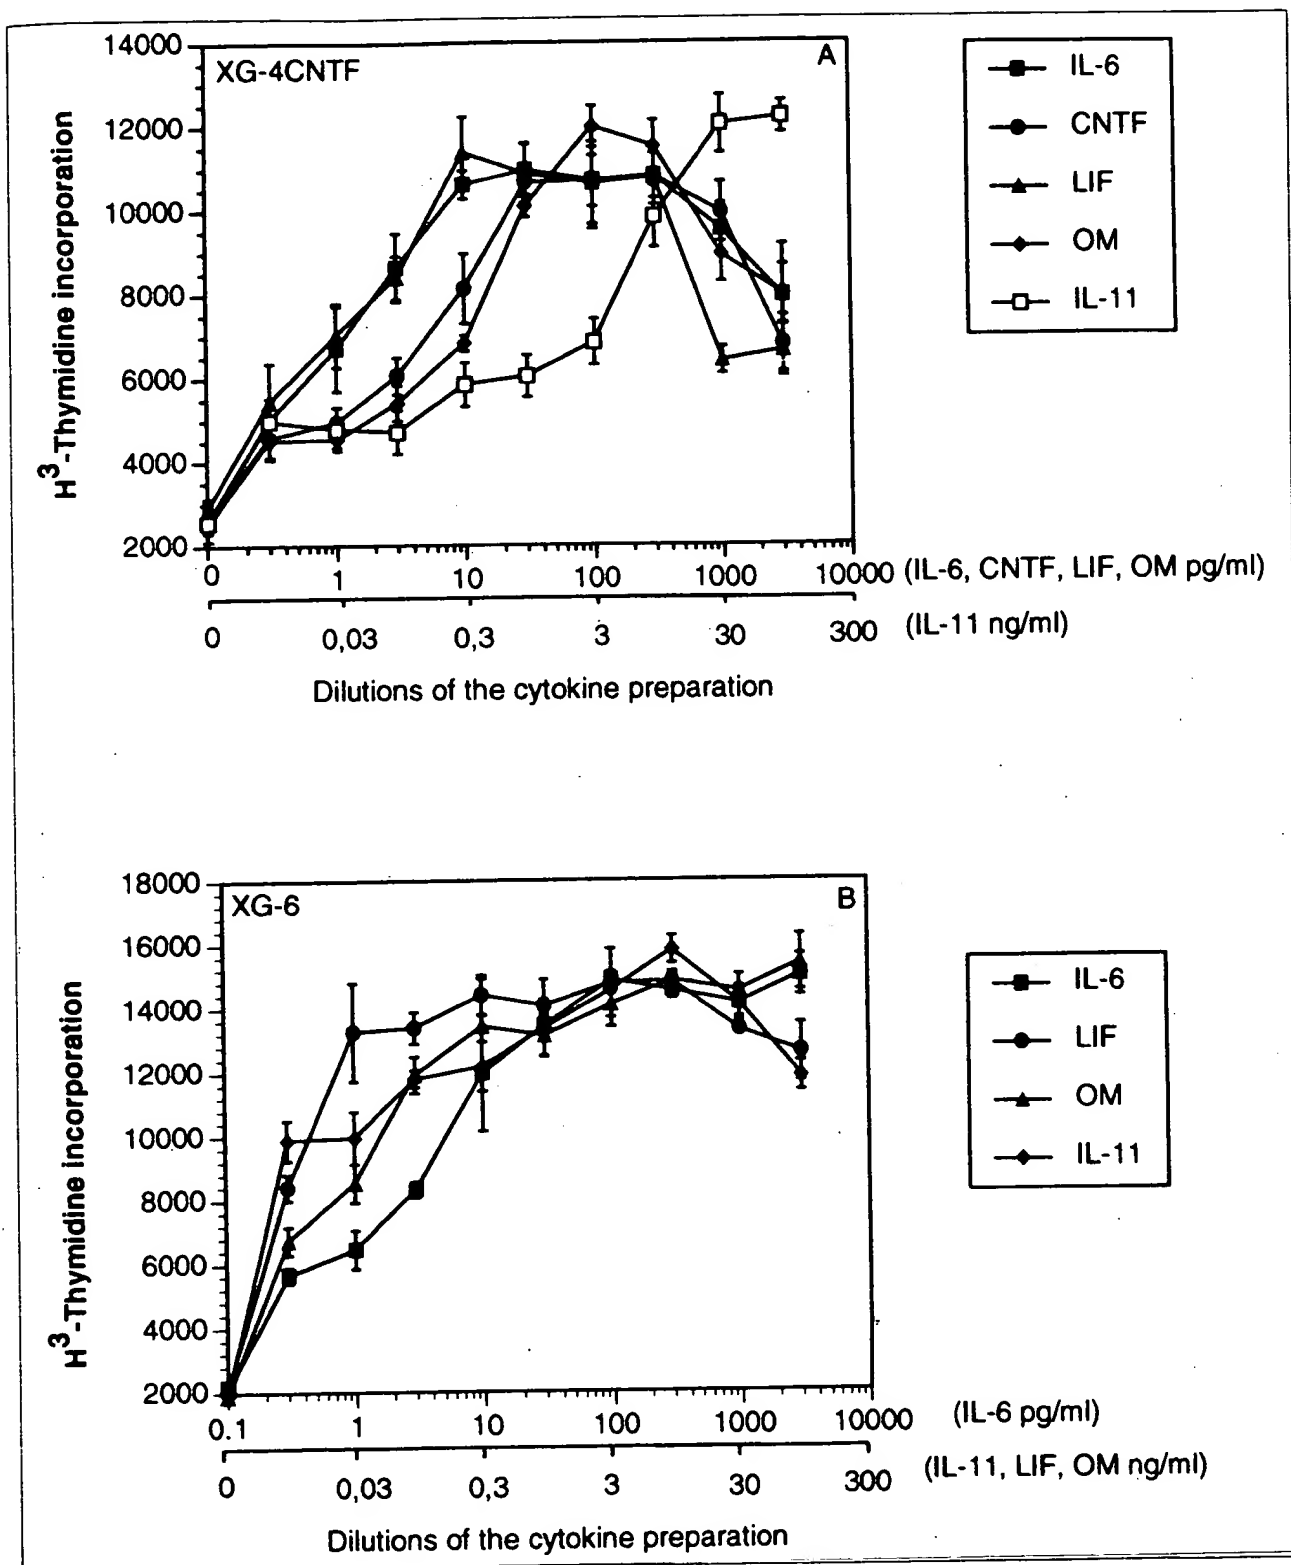 14000
XG-4CNTF
A
12000
10000
8000
6000
4000
2000
H3-Thymidine incorporation
0 1 10 100 1000 10000 (IL-6, CNTF, LIF, OM pg/ml)
0 0,03 0,3 3 30 300 (IL-11 ng/ml)
Dilutions of the cytokine preparation
IL-6
CNTF
LIF
OM
IL-11
18000
XG-6
B
16000
14000
12000
10000
8000
6000
4000
2000
H3-Thymidine incorporation
0.1 1 10 100 1000 10000 (IL-6 pg/ml)
0 0,03 0,3 3 30 300 (IL-11, LIF, OM ng/ml)
Dilutions of the cytokine preparation
IL-6
LIF
OM
IL-11